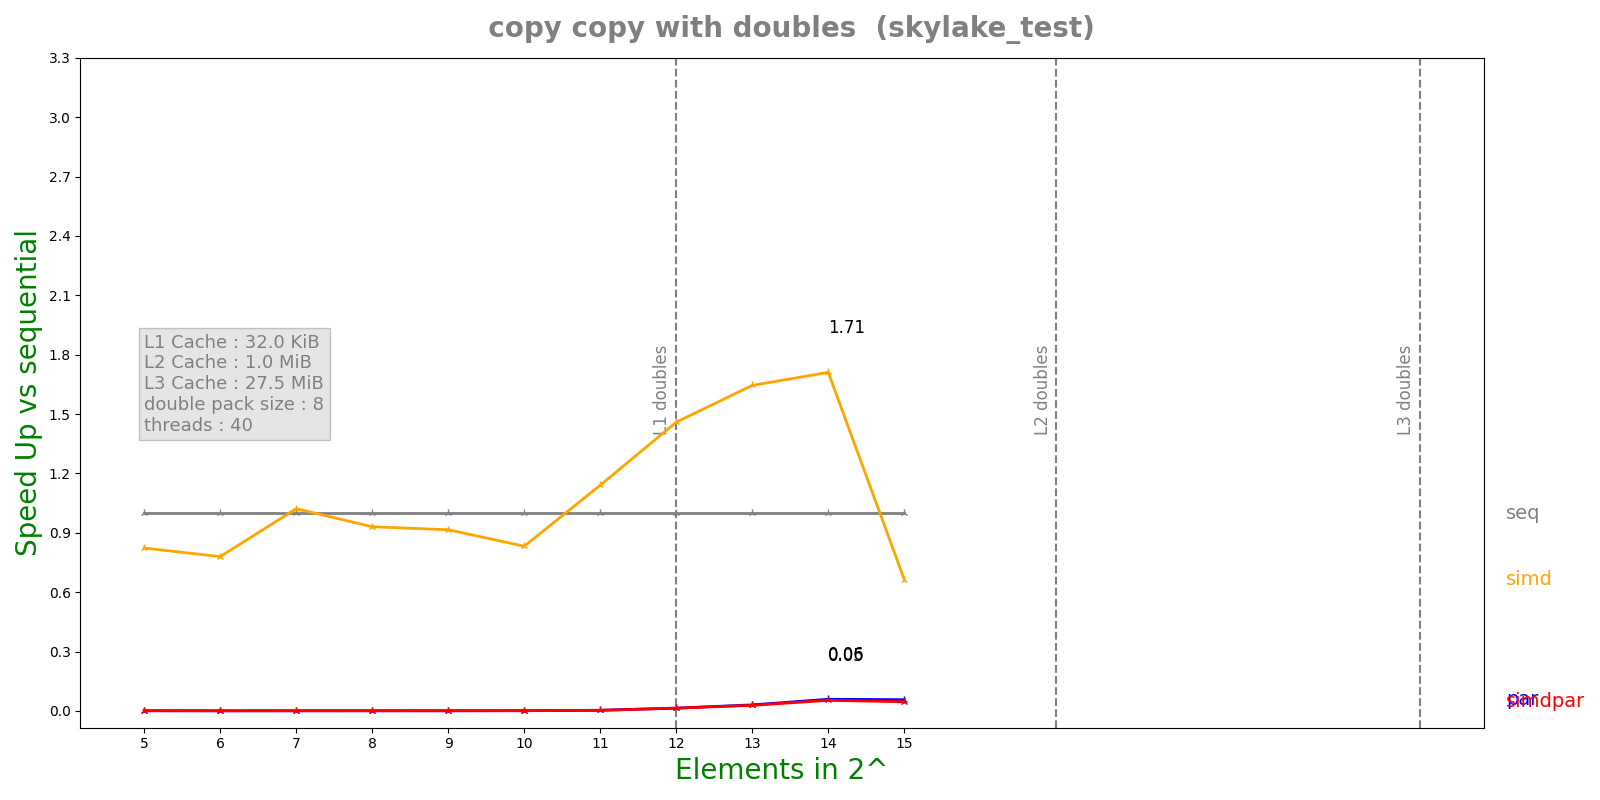 copy copy with doubles (skylake_test)
Speed Up vs sequential
3.3
3.0
2.7
2.4
2.1
1.8
1.5
1.2
0.9
0.6
0.3
0.0
L1 Cache : 32.0 KiB
L2 Cache : 1.0 MiB
L3 Cache : 27.5 MiB
double pack size : 8
threads : 40
L1 doubles
L2 doubles
L3 doubles
1.71
0.06
0.05
seq
simd
par
simdpar
5 6 7 8 9 10 11 12 13 14 15
Elements in 2^